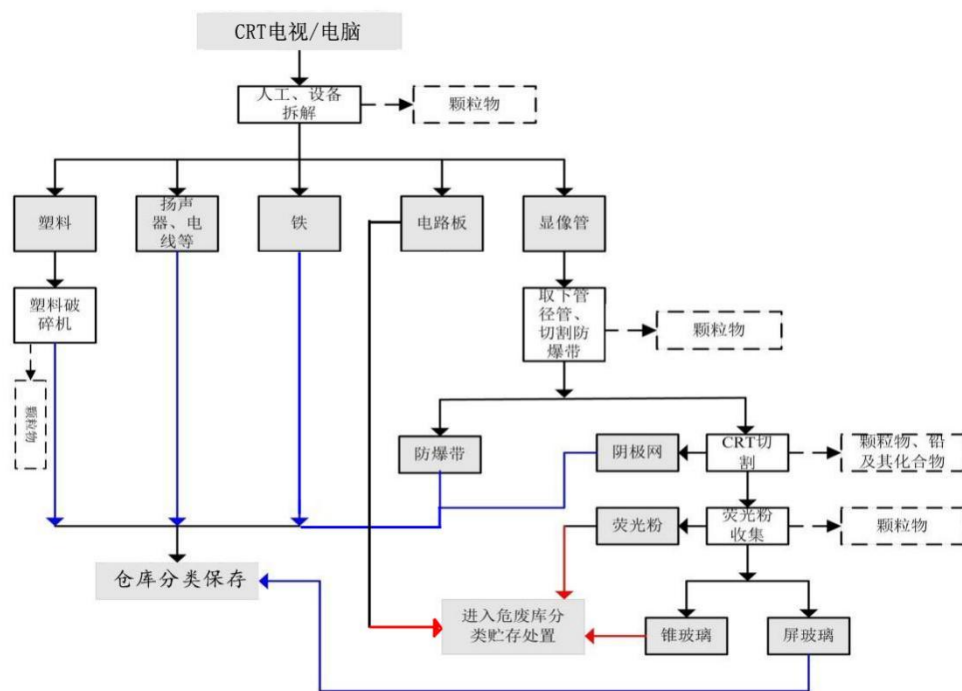 CRT电视/电脑
人工、设备
拆解
颗粒物
塑料
扬声
器、电
线等
铁
电路板
显像管
塑料破
碎机
取下管
径管、
切割防
爆带
颗粒物
颗粒物
防爆带
阴极网
CRT切
割
颗粒物、铅
及其化合物
荧光粉
荧光粉
收集
颗粒物
仓库分类保存
进入危废库分
类贮存处置
锥玻璃
屏玻璃